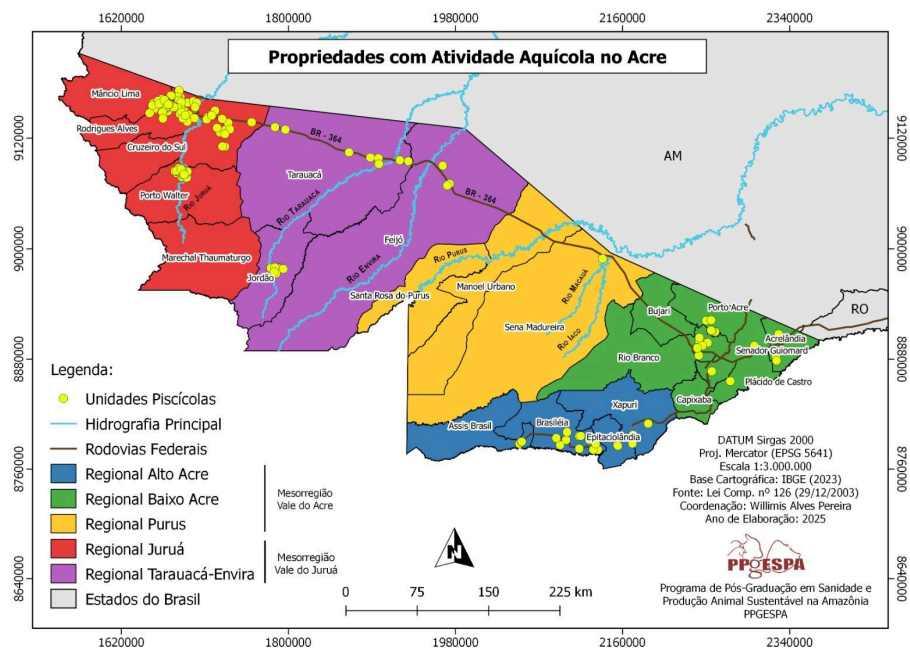 1620000 1800000 1980000 2160000 2340000
Propriedades com Atividade Aquícola no Acre
Mâncio Lima
Rodrigues Alves
Cruzeiro do Sul
Porto Walter
RIO JURUÁ
Marechal Thaumaturgo
BR - 364
Tarauacá
RIO TARAUACÁ
Feijó
RIO ENVIRA
Jordão
Santa Rosa do Purus
BR - 364
AM
RIO PURUS
Manoel Urbano
RIO MACAUÃ
Sena Madureira
RIO IACO
Bujari
Porto Acre
RO
Acrelândia
Senador Guiomard
Rio Branco
Plácido de Castro
Capixaba
Xapuri
Assis Brasil
Brasiléia
Epitaciolândia
9120000 9120000
9000000 9000000
8880000 8880000
8760000 8760000
8640000 8640000
Legenda:
Unidades Piscícolas
Hidrografia Principal
Rodovias Federais
Regional Alto Acre
Regional Baixo Acre
Regional Purus
Mesorregião
Vale do Acre
Regional Juruá
Regional Tarauacá-Envira
Mesorregião
Vale do Juruá
Estados do Brasil
N
0 75 150 225 km
DATUM Sirgas 2000
Proj. Mercator (EPSG 5641)
Escala 1:3.000.000
Base Cartográfica: IBGE (2023)
Fonte: Lei Comp. nº 126 (29/12/2003)
Coordenação: Willimis Alves Pereira
Ano de Elaboração: 2025
PPgESPA
Programa de Pós-Graduação em Sanidade e
Produção Animal Sustentável na Amazônia
PPGESPA
1620000 1800000 1980000 2160000 2340000